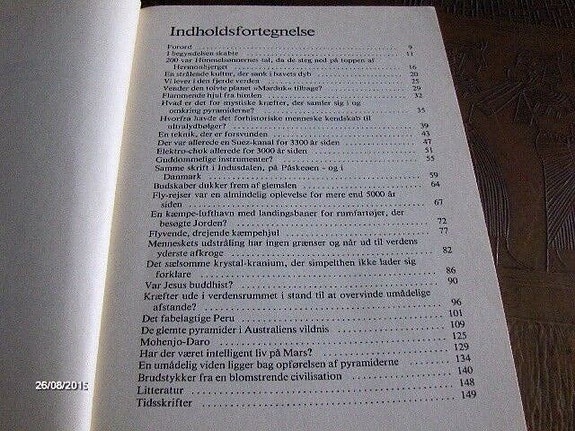 Indholdsfortegnelse
Forord 9
I begyndelsen skabte 11
200 var Himmelsønnernes tal, da de steg ned på toppen af
Hermonbjerget 16
En strålende kultur, der sank i havets dyb 20
Vi lever i den fjerde verden 25
Vender den tolvte planet »Marduk« tilbage? 29
Flammende hjul fra himlen 32
Hvad er det for mystiske kræfter, der samler sig i og
omkring pyramiderne? 35
Hvorfra havde det forhistoriske menneske kendskab til
ultralydbølger? 39
En teknik, der er forsvunden 43
Der var allerede en Suez-kanal for 3300 år siden 47
Elektro-chok allerede for 3000 år siden 51
Guddommelige instrumenter? 55
Samme skrift i Indusdalen, på Påskeøen - og i
Danmark 59
Budskaber dukker frem af glemslen 64
Fly-rejser var en almindelig oplevelse for mere end 5000 år
siden 67
En kæmpe-lufthavn med landingsbaner for rumfartøjer, der
besøgte Jorden? 72
Flyvende, drejende kæmpehjul 77
Menneskets udstråling har ingen grænser og når ud til verdens
yderste afkroge 82
Det sælsomme krystal-kranium, der simpelthen ikke lader sig
forklare 86
Var Jesus buddhist? 90
Kræfter ude i verdensrummet i stand til at overvinde umådelige
afstande? 96
Det fabelagtige Peru 101
De glemte pyramider i Australiens vildnis 109
Mohenjo-Daro 125
Har der været intelligent liv på Mars? 129
En umådelig viden ligger bag opførelsen af pyramiderne 134
Brudstykker fra en blomstrende civilisation 140
Litteratur 148
Tidsskrifter 149
26/08/2015